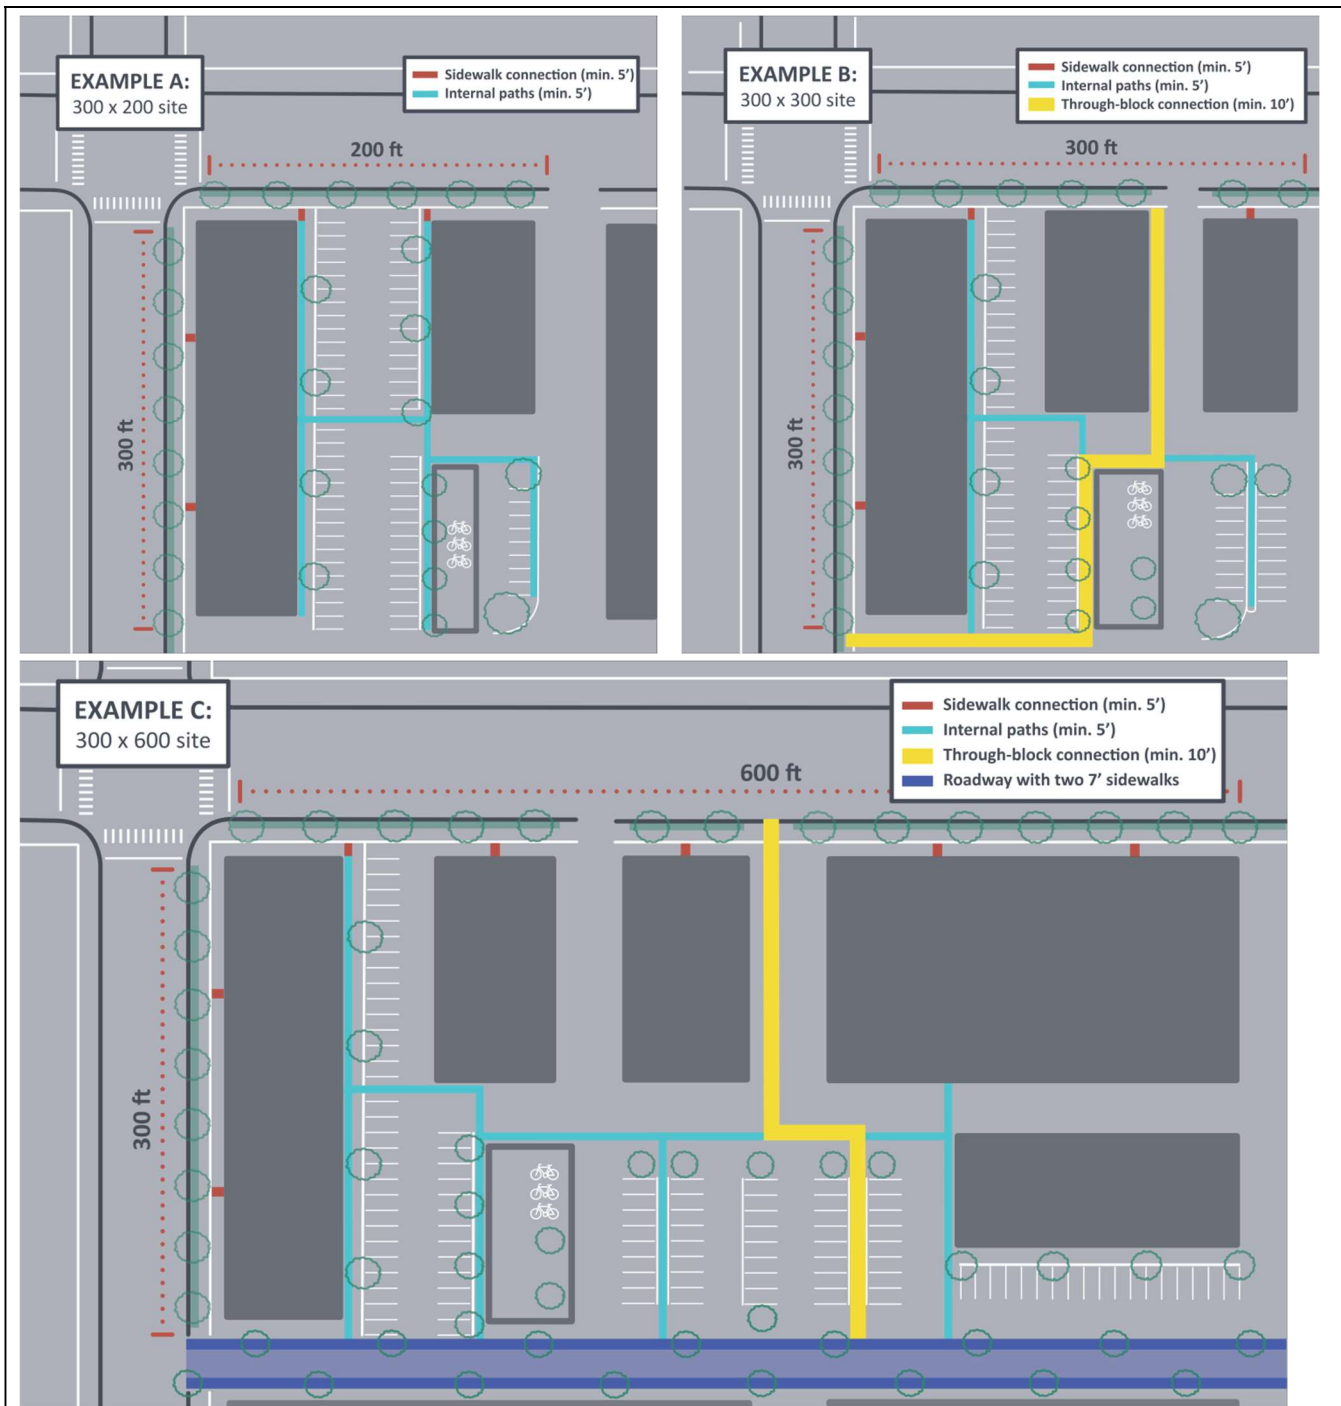 EXAMPLE A:
300 x 200 site
Sidewalk connection (min. 5')
Internal paths (min. 5')
200 ft
300 ft
EXAMPLE B:
300 x 300 site
Sidewalk connection (min. 5')
Internal paths (min. 5')
Through-block connection (min. 10')
300 ft
300 ft
EXAMPLE C:
300 x 600 site
Sidewalk connection (min. 5')
Internal paths (min. 5')
Through-block connection (min. 10')
Roadway with two 7' sidewalks
600 ft
300 ft